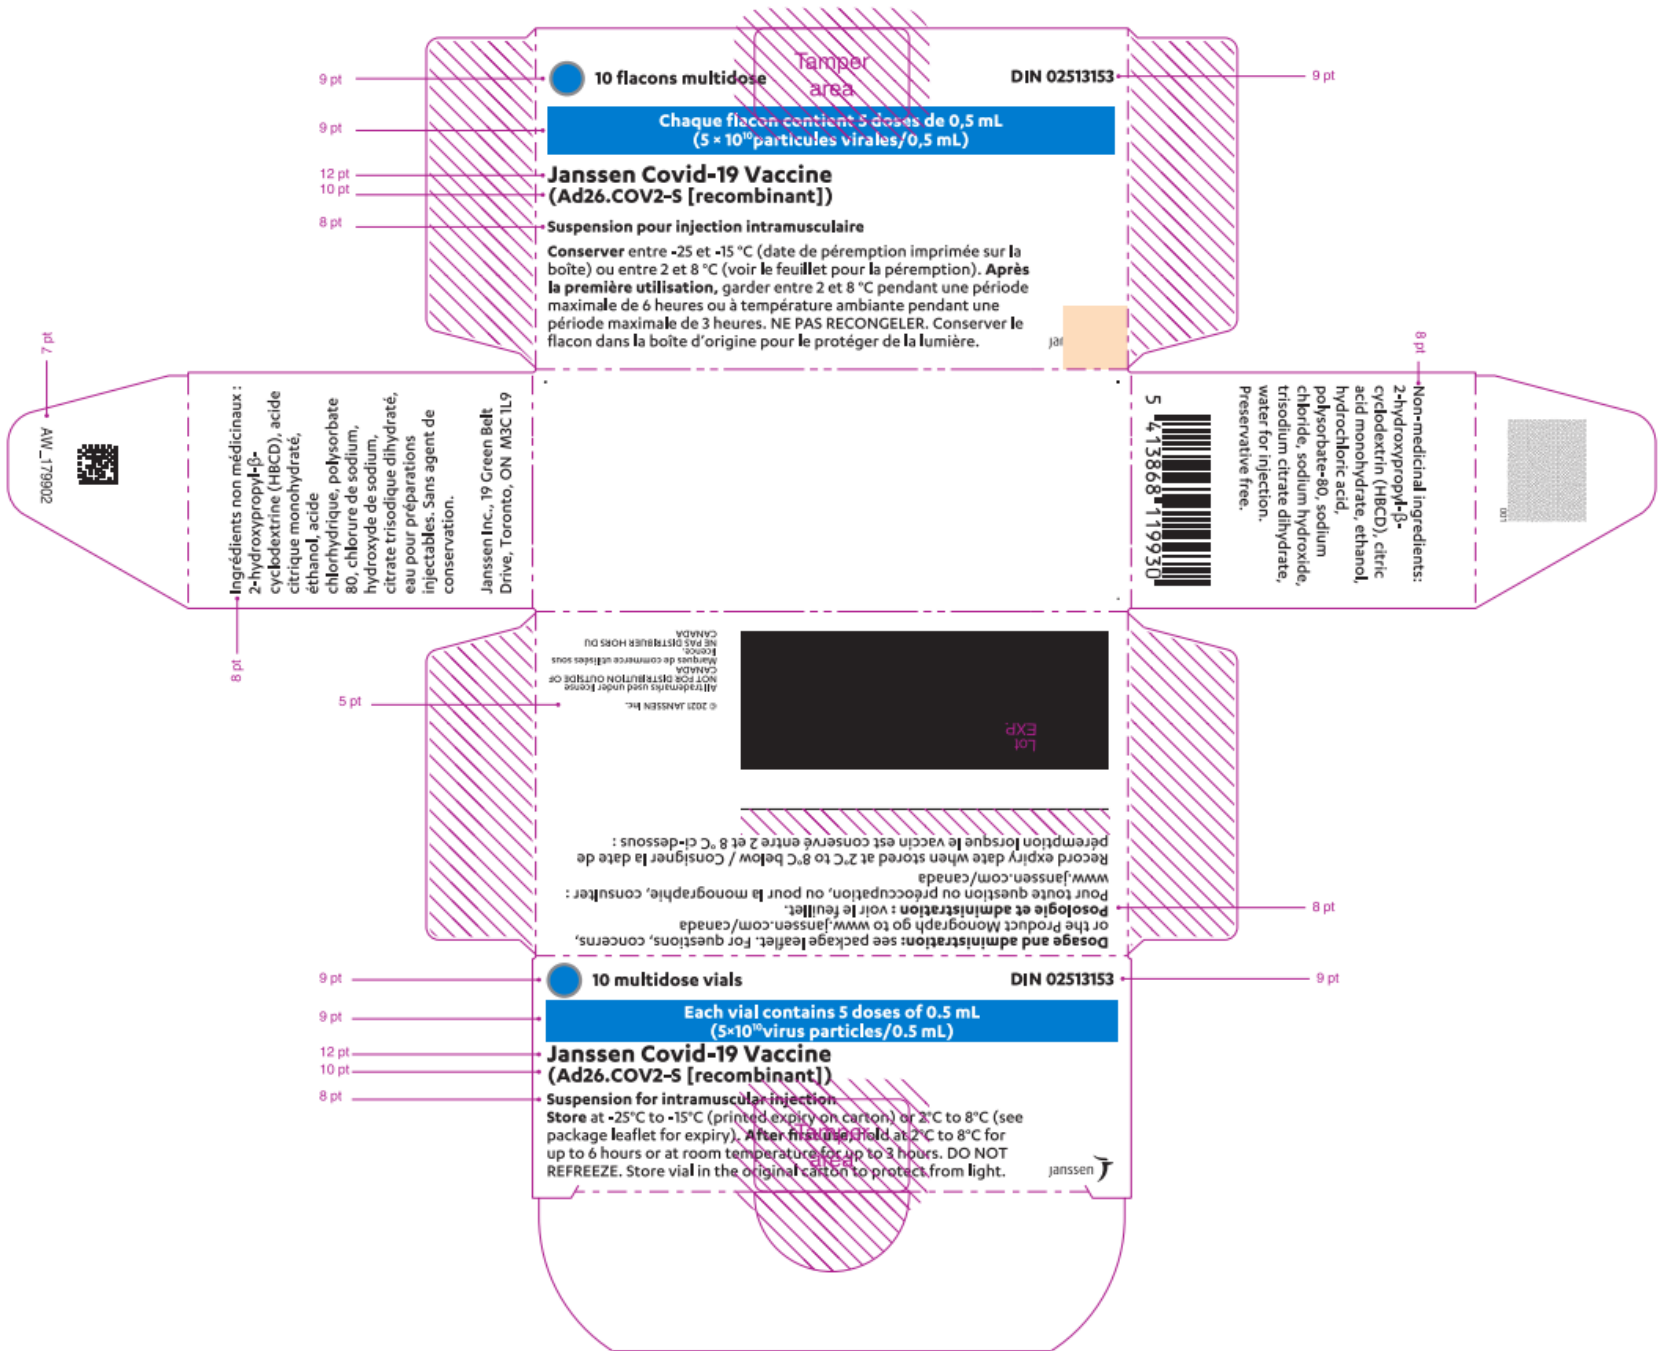 Tamper
area
9 pt
10 flacons multidose
DIN 02513153
9 pt
9 pt
Chaque flacon contient 5 doses de 0,5 mL
(5 × 10¹⁰particules virales/0,5 mL)
12 pt
Janssen Covid-19 Vaccine
10 pt
(Ad26.COV2-S [recombinant])
8 pt
Suspension pour injection intramusculaire
Conserver entre -25 et -15 °C (date de péremption imprimée sur la
boîte) ou entre 2 et 8 °C (voir le feuillet pour la péremption). Après
la première utilisation, garder entre 2 et 8 °C pendant une période
maximale de 6 heures ou à température ambiante pendant une
période maximale de 3 heures. NE PAS RECONGELER. Conserver le
flacon dans la boîte d'origine pour le protéger de la lumière.
7 pt
AW_179902
Ingrédients non médicinaux :
2-hydroxypropyl-β-
cyclodextrine (HBCD), acide
citrique monohydraté,
éthanol, acide
chlorhydrique, polysorbate
80, chlorure de sodium,
hydroxyde de sodium,
citrate trisodique dihydraté,
eau pour préparations
injectables. Sans agent de
conservation.
Janssen Inc., 19 Green Belt
Drive, Toronto, ON M3C 1L9
8 pt
5 413868 119930
8 pt
Non-medicinal ingredients:
2-hydroxypropyl-β-
cyclodextrin (HBCD), citric
acid monohydrate, ethanol,
hydrochloric acid,
polysorbate-80, sodium
chloride, sodium hydroxide,
trisodium citrate dihydrate,
water for injection.
Preservative free.
001
Dosage and administration: see package leaflet. For questions, concerns,
or the Product Monograph go to www.janssen.com/canada
Posologie et administration : voir le feuillet.
Pour toute question ou préoccupation, ou pour la monographie, consulter :
www.janssen.com/canada
Record expiry date when stored at 2°C to 8°C below / Consigner la date de
péremption lorsque le vaccin est conservé entre 2 et 8 °C ci-dessous :
8 pt
Lot
EXP.
5 pt
© 2021 JANSSEN Inc.
All trademarks used under license
NOT FOR DISTRIBUTION OUTSIDE OF
CANADA
Marques de commerce utilisées sous
licence.
NE PAS DISTRIBUER HORS DU
CANADA
9 pt
10 multidose vials
DIN 02513153
9 pt
9 pt
Each vial contains 5 doses of 0.5 mL
(5×10¹⁰virus particles/0.5 mL)
12 pt
Janssen Covid-19 Vaccine
10 pt
(Ad26.COV2-S [recombinant])
8 pt
Suspension for intramuscular injection
Store at -25°C to -15°C (printed expiry on carton) or 2°C to 8°C (see
package leaflet for expiry). After first use, hold at 2°C to 8°C for
up to 6 hours or at room temperature for up to 3 hours. DO NOT
REFREEZE. Store vial in the original carton to protect from light.
Tamper
area
janssen